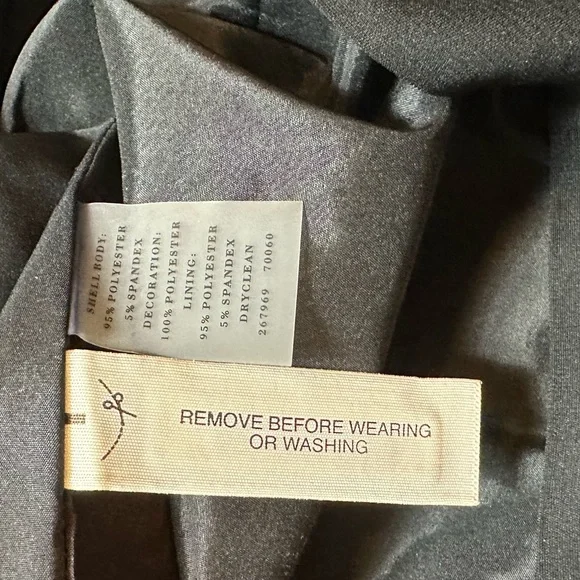 SHELL BODY:
95% POLYESTER
5% SPANDEX
DECORATION:
100% POLYESTER
LINING:
95% POLYESTER
5% SPANDEX
DRYCLEAN
267969 70060
REMOVE BEFORE WEARING
OR WASHING